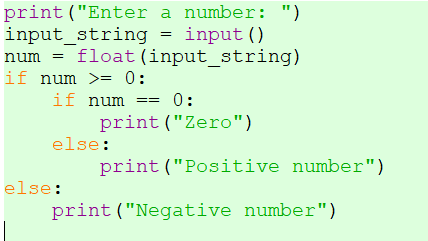 print("Enter a number: ")
input_string = input()
num = float(input_string)
if num >= 0:
    if num == 0:
        print("Zero")
    else:
        print("Positive number")
else:
    print("Negative number")